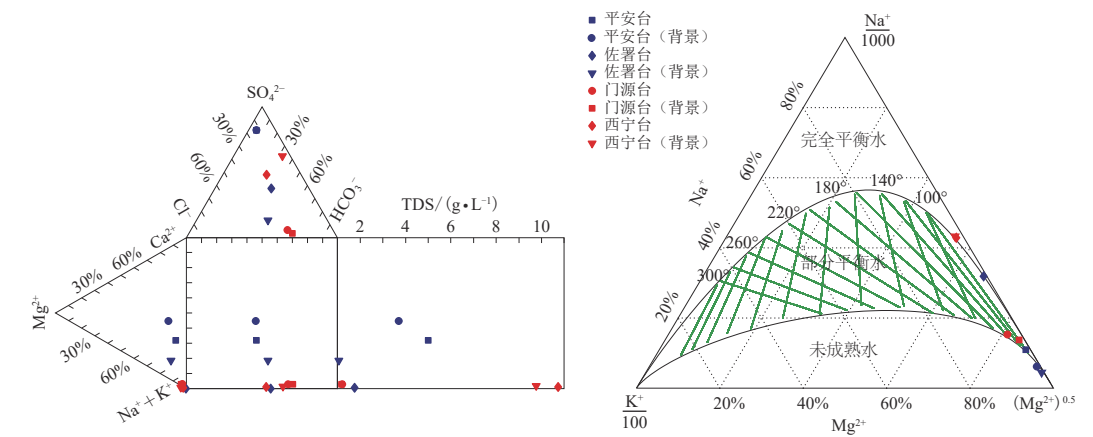 SO₄²⁻
30%
60%
Cl⁻
30%
60%
HCO₃⁻
Ca²⁺
60%
30%
Mg²⁺
30%
60%
Na⁺+K⁺
TDS/(g•L⁻¹)
2
4
6
8
10
平安台
平安台（背景）
佐署台
佐署台（背景）
门源台
门源台（背景）
西宁台
西宁台（背景）
Na⁺
1000
80%
60%
Na⁺
40%
20%
完全平衡水
140°
180°
100°
220°
260°
300°
部分平衡水
未成熟水
K⁺
100
20%
40%
60%
80%
(Mg²⁺)⁰·⁵
Mg²⁺